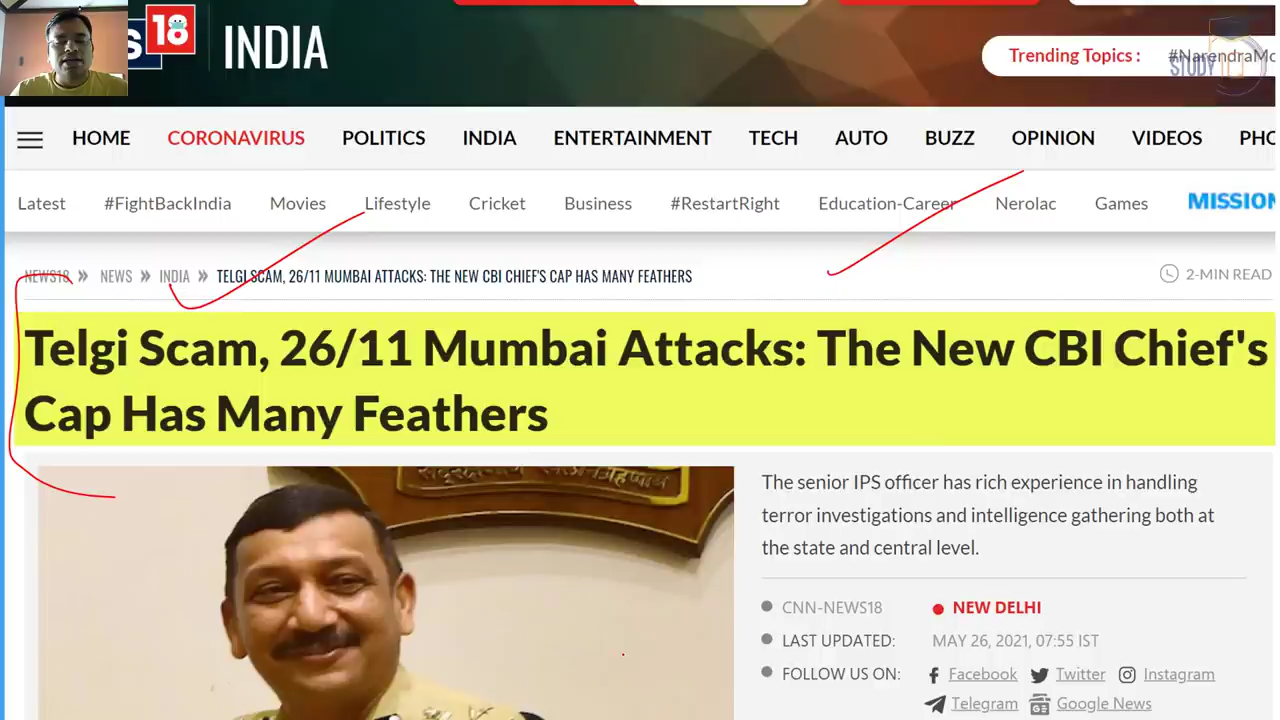 18
INDIA
Trending Topics :
STUDY
HOME CORONAVIRUS POLITICS INDIA ENTERTAINMENT TECH AUTO BUZZ OPINION VIDEOS
Latest #FightBackIndia Movies Lifestyle Cricket Business #RestartRight Education-Career Nerolac Games MISSION
NEWS18 » NEWS » INDIA » TELGI SCAM, 26/11 MUMBAI ATTACKS: THE NEW CBI CHIEF'S CAP HAS MANY FEATHERS
2-MIN READ
Telgi Scam, 26/11 Mumbai Attacks: The New CBI Chief's
Cap Has Many Feathers
The senior IPS officer has rich experience in handling
terror investigations and intelligence gathering both at
the state and central level.
CNN-NEWS18 NEW DELHI
LAST UPDATED: MAY 26, 2021, 07:55 IST
FOLLOW US ON: Facebook Twitter Instagram
Telegram Google News